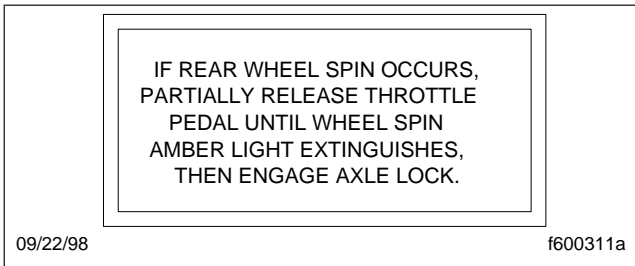 IF REAR WHEEL SPIN OCCURS,
PARTIALLY RELEASE THROTTLE
PEDAL UNTIL WHEEL SPIN
AMBER LIGHT EXTINGUISHES,
THEN ENGAGE AXLE LOCK.
09/22/98 f600311a